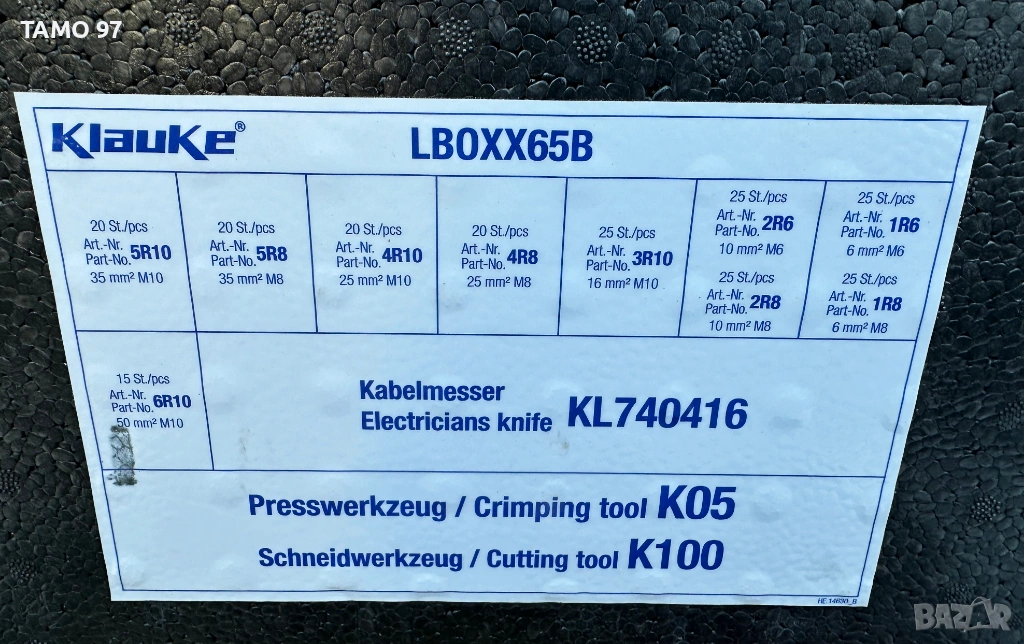 TAMO 97
Klauke®
LBOXX65B
20 St./pcs
Art.-Nr.
Part-No. 5R10
35 mm² M10
20 St./pcs
Art.-Nr.
Part-No. 5R8
35 mm² M8
20 St./pcs
Art.-Nr.
Part-No. 4R10
25 mm² M10
20 St./pcs
Art.-Nr.
Part-No. 4R8
25 mm² M8
25 St./pcs
Art.-Nr.
Part-No. 3R10
16 mm² M10
25 St./pcs
Art.-Nr.
Part-No. 2R6
10 mm² M6
25 St./pcs
Art.-Nr.
Part-No. 2R8
10 mm² M8
25 St./pcs
Art.-Nr.
Part-No. 1R6
6 mm² M6
25 St./pcs
Art.-Nr.
Part-No. 1R8
6 mm² M8
15 St./pcs
Art.-Nr.
Part-No. 6R10
50 mm² M10
Kabelmesser
Electricians knife KL740416
Presswerkzeug / Crimping tool K05
Schneidwerkzeug / Cutting tool K100
HE.14630_B
BAZAR